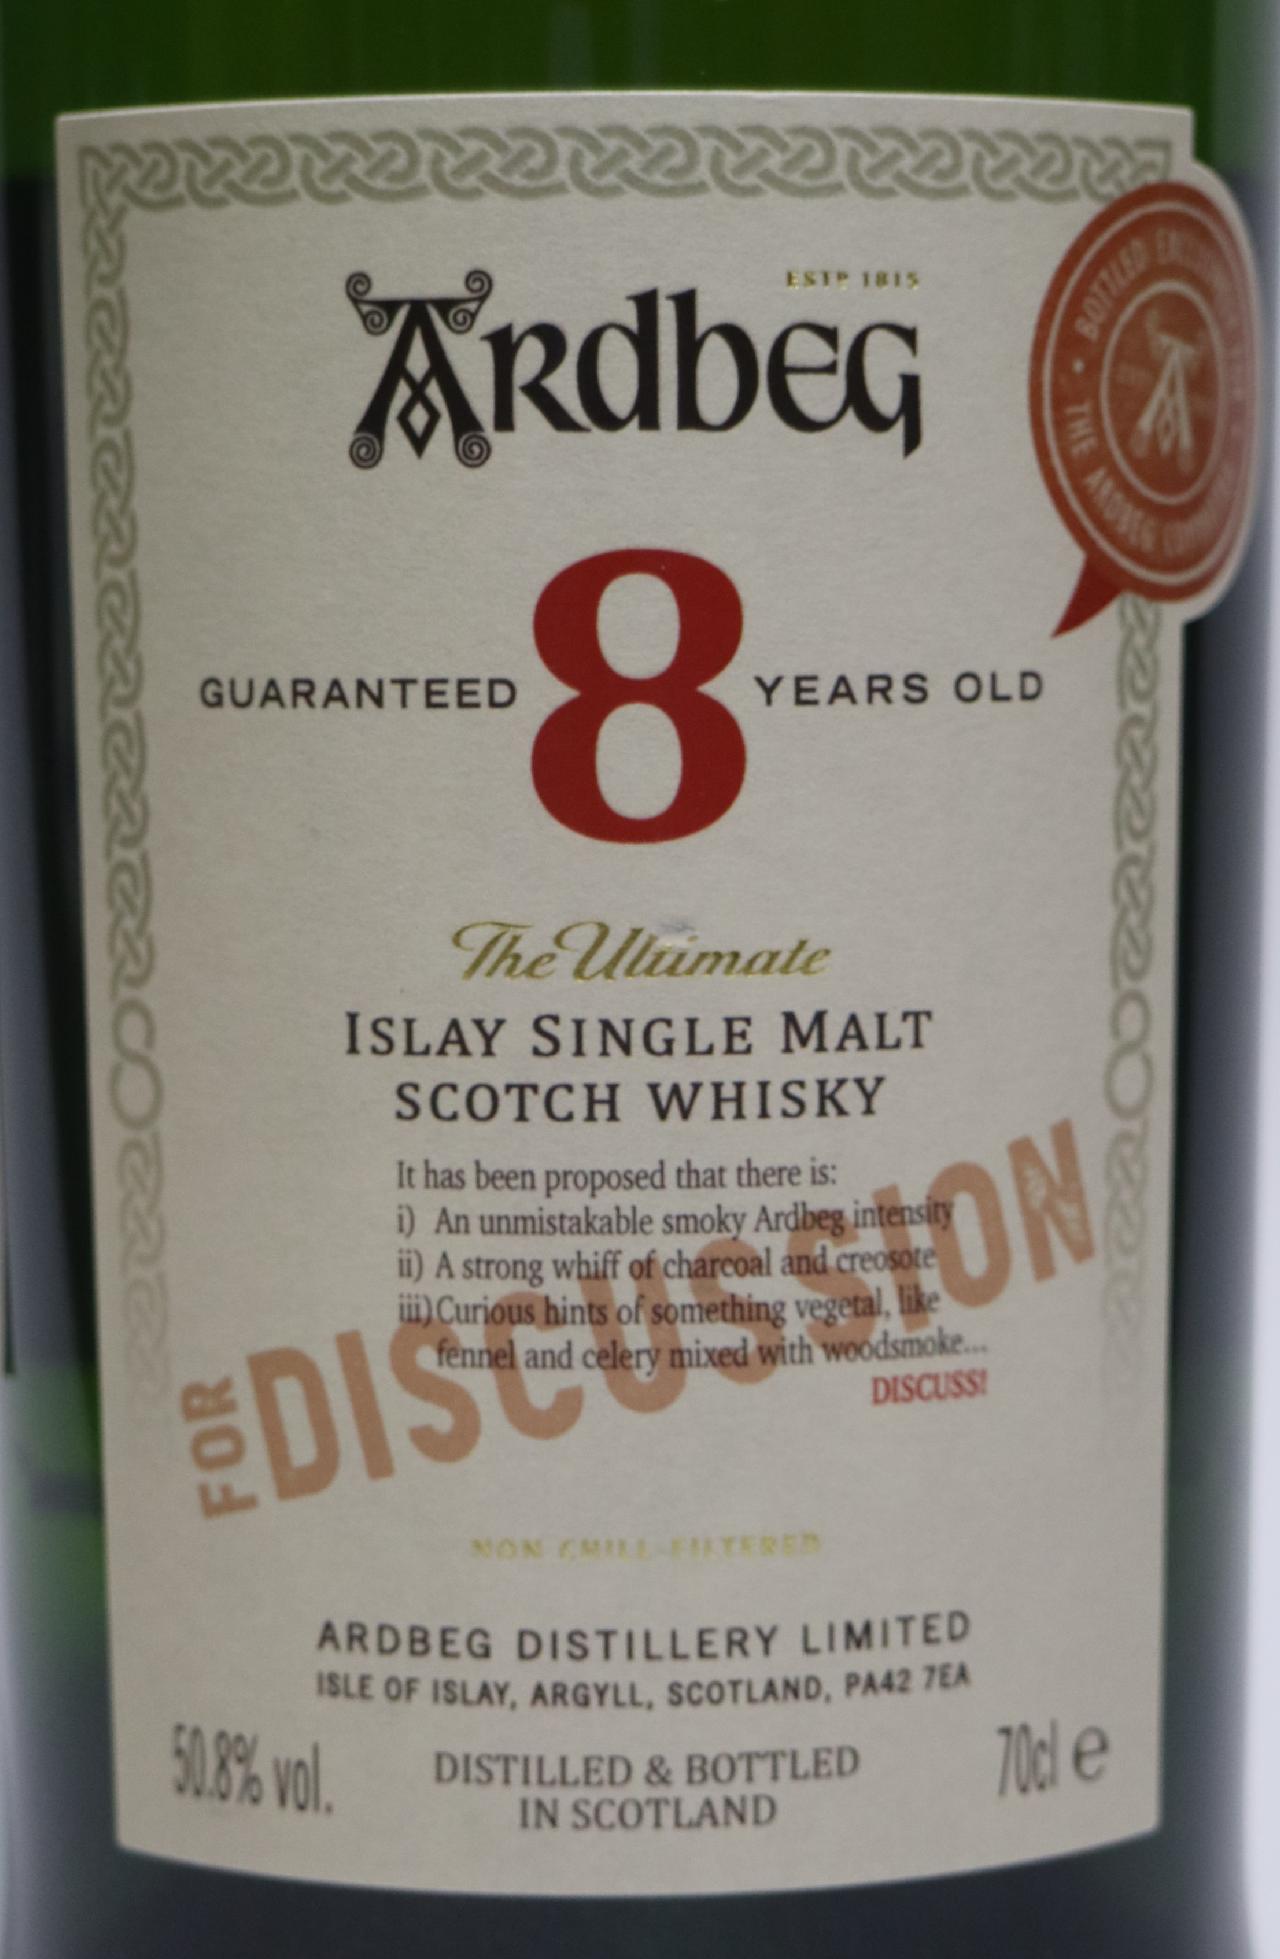 ESTD 1815
ARdbEG
GUARANTEED 8 YEARS OLD
The Ultimate
ISLAY SINGLE MALT
SCOTCH WHISKY
It has been proposed that there is:
i) An unmistakable smoky Ardbeg intensity
ii) A strong whiff of charcoal and creosote
iii) Curious hints of something vegetal, like
fennel and celery mixed with woodsmoke...
DISCUSS!
FOR DISCUSSION
NON CHILL-FILTERED
ARDBEG DISTILLERY LIMITED
ISLE OF ISLAY, ARGYLL, SCOTLAND, PA42 7EA
50.8% vol.
DISTILLED & BOTTLED
IN SCOTLAND
70cl e
• BOTTLED
THE ARDBEG